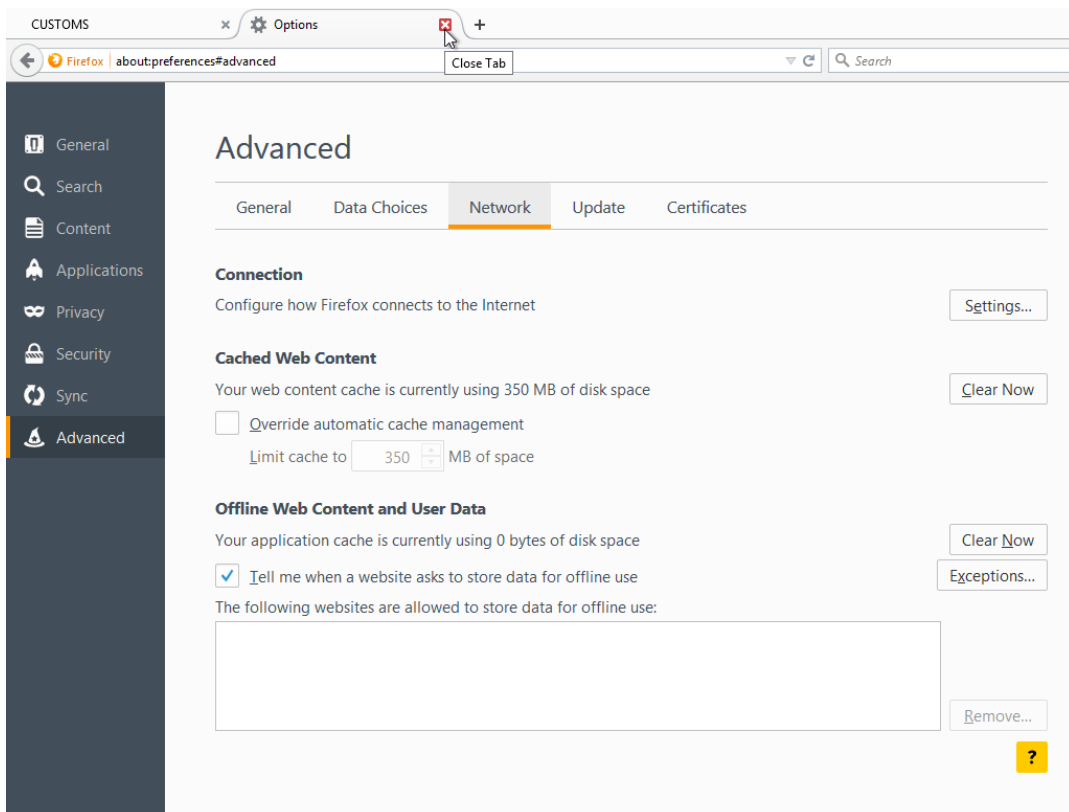 CUSTOMS
Options
Firefox about:preferences#advanced
Search
Close Tab
General
Search
Content
Applications
Privacy
Security
Sync
Advanced
Advanced
General Data Choices Network Update Certificates
Connection
Configure how Firefox connects to the Internet Settings...
Cached Web Content
Your web content cache is currently using 350 MB of disk space Clear Now
Override automatic cache management
Limit cache to 350 MB of space
Offline Web Content and User Data
Your application cache is currently using 0 bytes of disk space Clear Now
Tell me when a website asks to store data for offline use Exceptions...
The following websites are allowed to store data for offline use:
Remove...
?